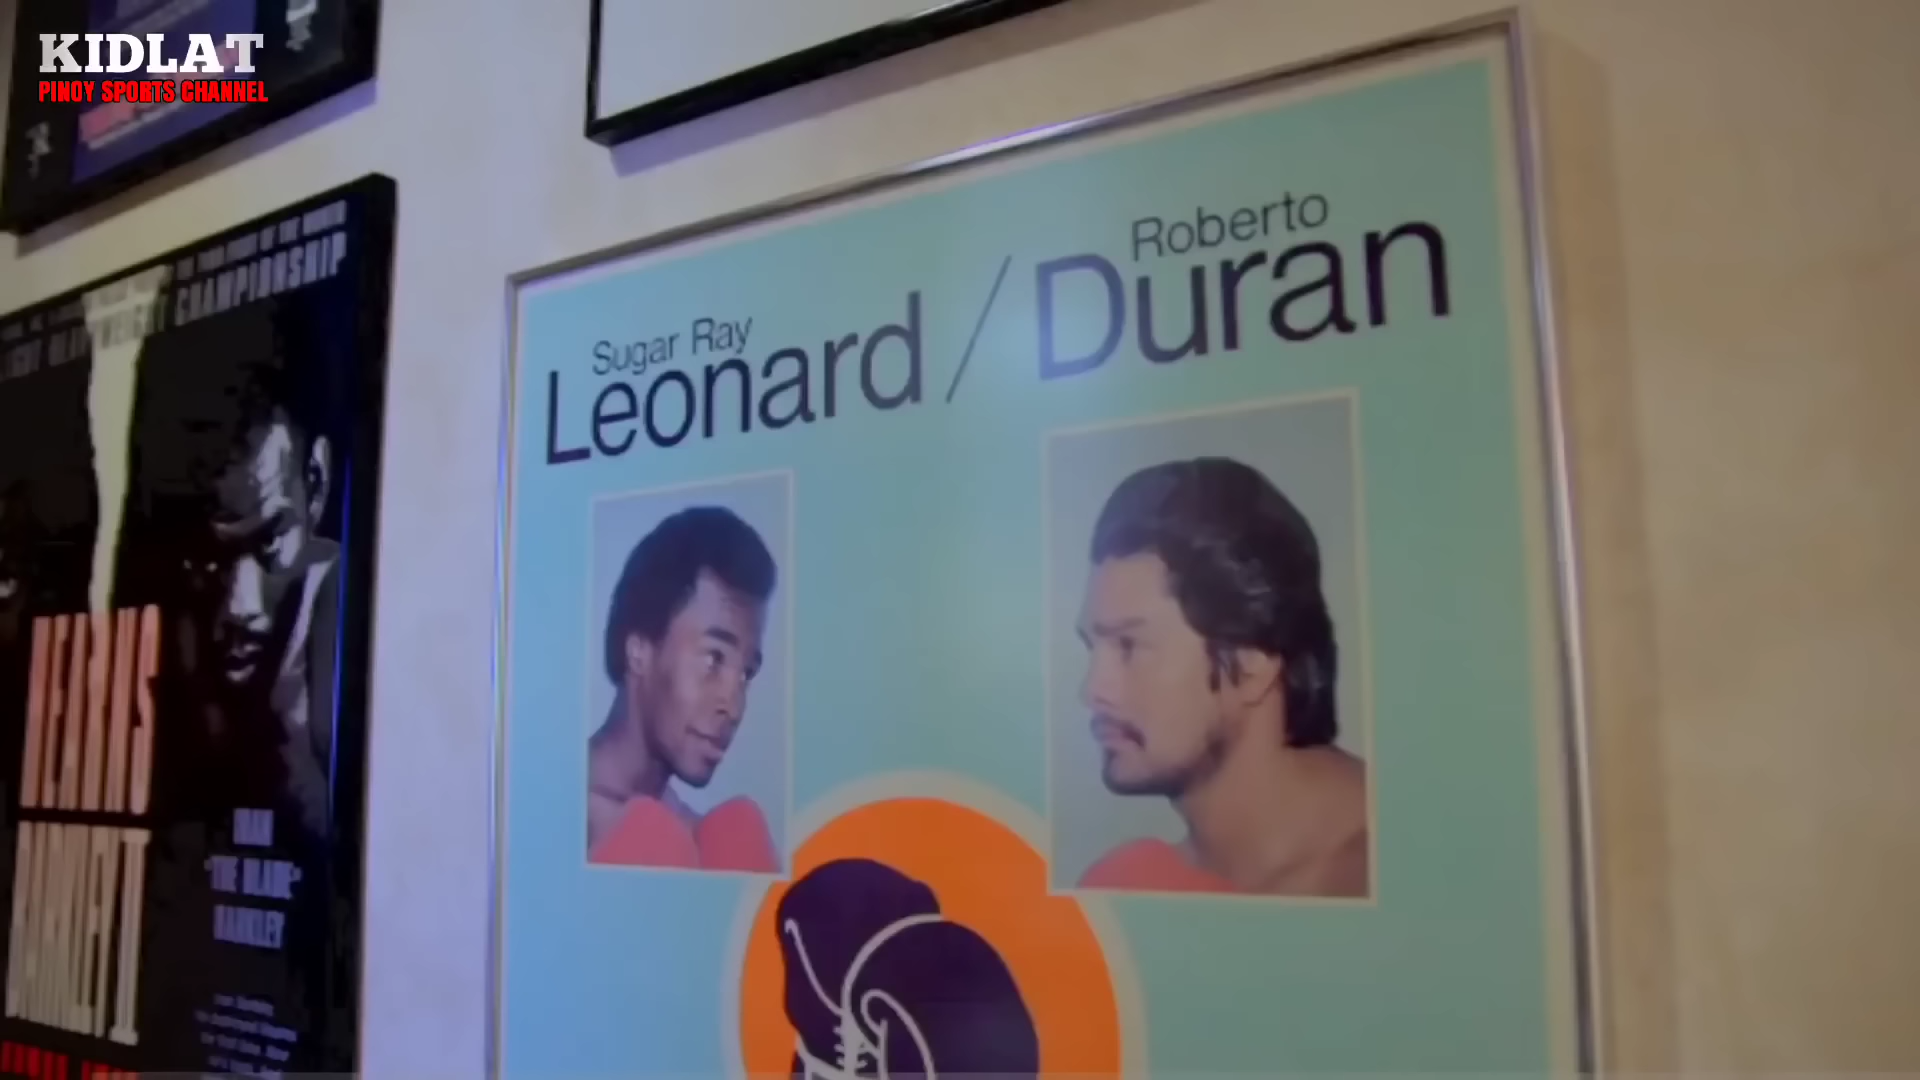 KIDLAT
PINOY SPORTS CHANNEL
CHAMPIONSHIP
Sugar Ray
Leonard / Roberto
Duran
HEARNS
BARKLEY II
IRAN
"THE BLADE"
BARKLEY